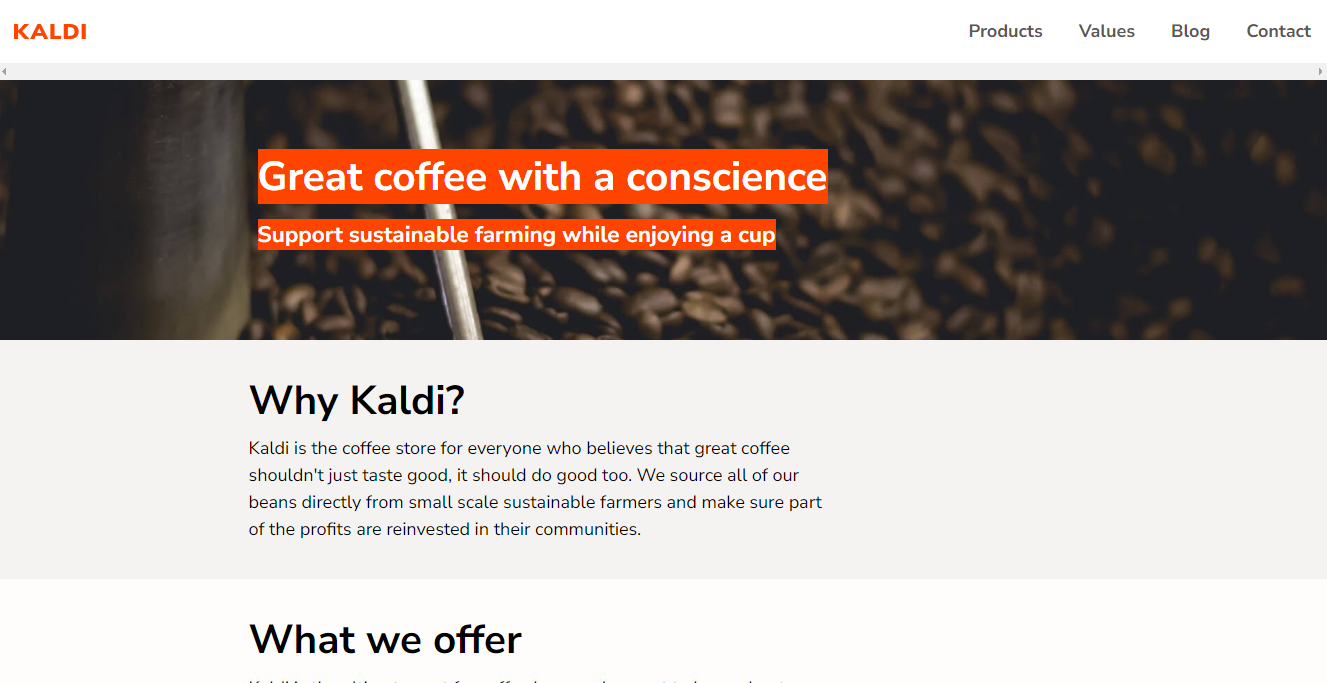 KALDI
Products Values Blog Contact
Great coffee with a conscience
Support sustainable farming while enjoying a cup
Why Kaldi?
Kaldi is the coffee store for everyone who believes that great coffee
shouldn't just taste good, it should do good too. We source all of our
beans directly from small scale sustainable farmers and make sure part
of the profits are reinvested in their communities.
What we offer